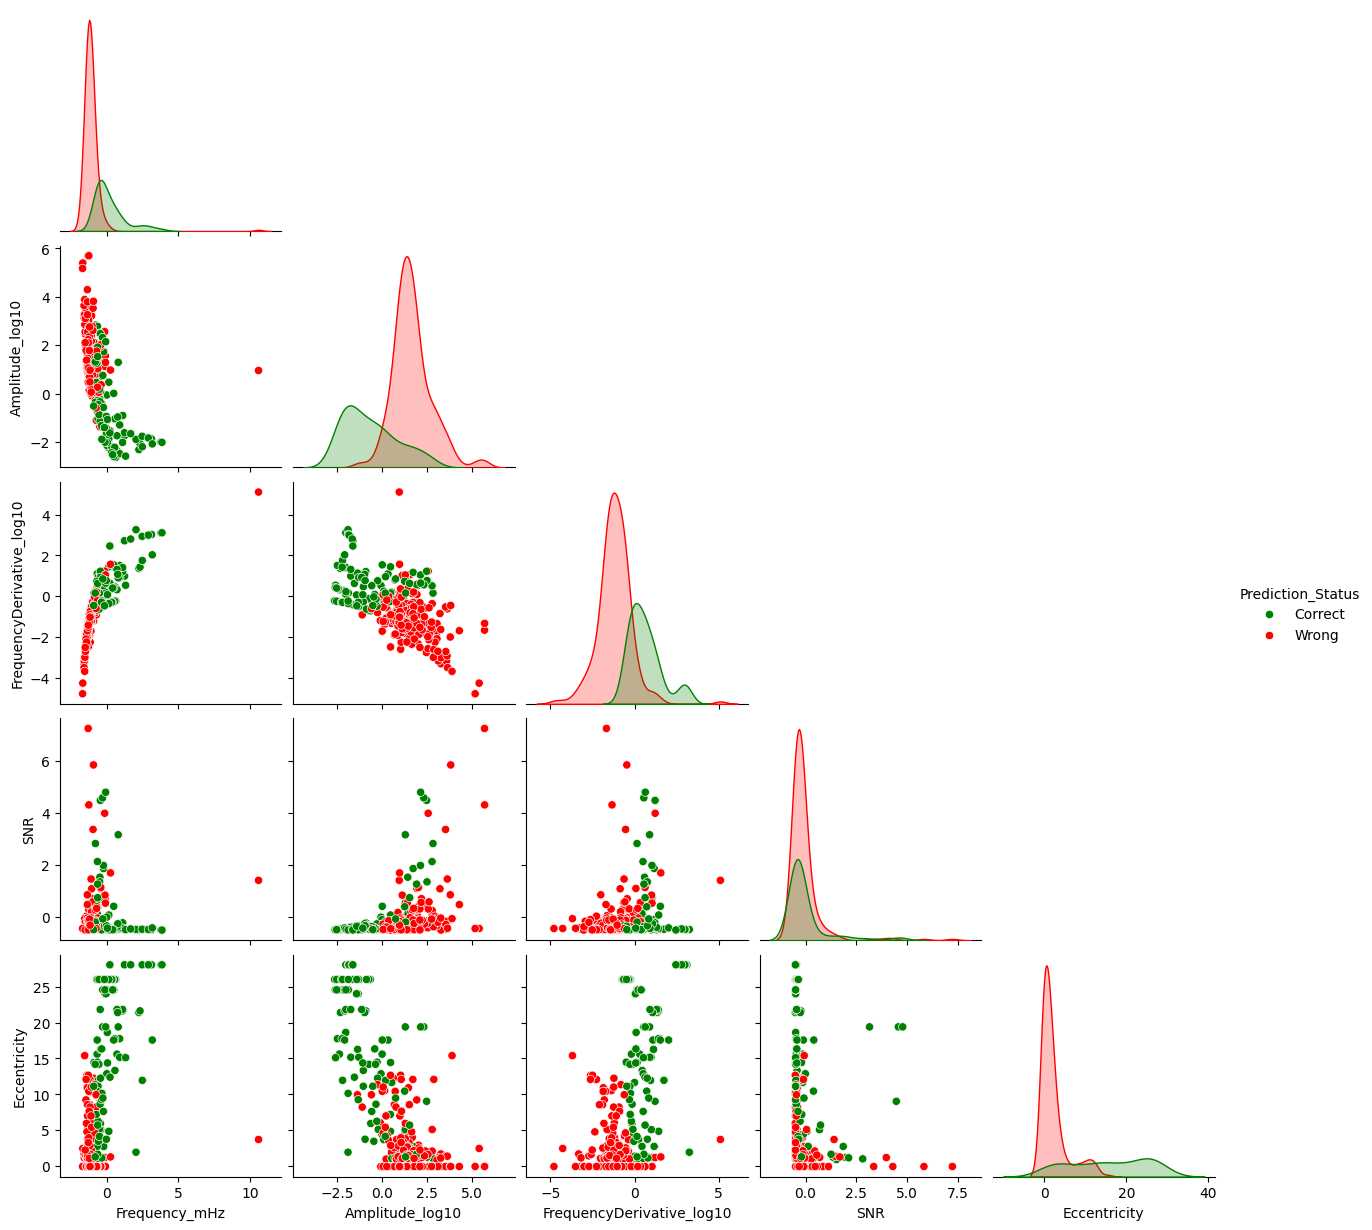 6
4
2
0
−2
Amplitude_log10
4
2
0
−2
−4
FrequencyDerivative_log10
Prediction_Status
Correct
Wrong
6
4
2
0
SNR
25
20
15
10
5
0
Eccentricity
0 5 10
−2.5 0.0 2.5 5.0
−5 0 5
0.0 2.5 5.0 7.5
0 20 40
Frequency_mHz
Amplitude_log10
FrequencyDerivative_log10
SNR
Eccentricity